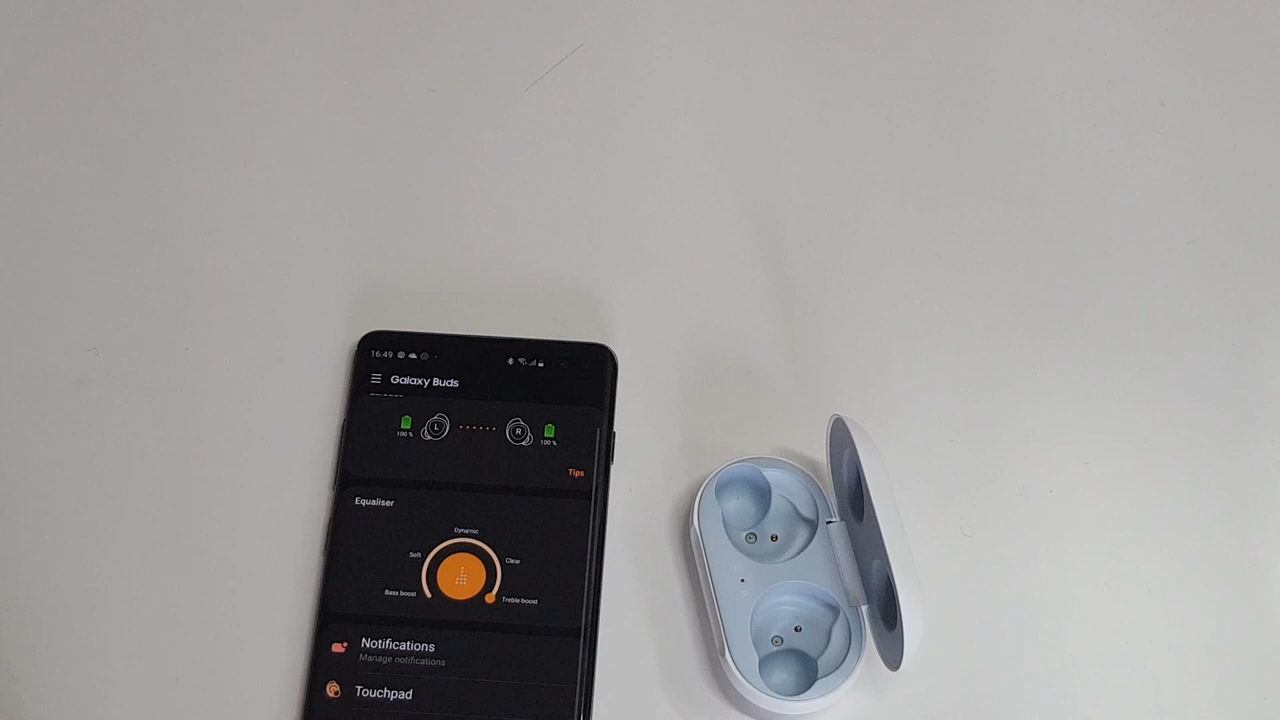 16:49
Galaxy Buds
L
R
100 %
100 %
Tips
Equaliser
Dynamic
Soft
Clear
Bass boost
Treble boost
Notifications
Manage notifications
Touchpad